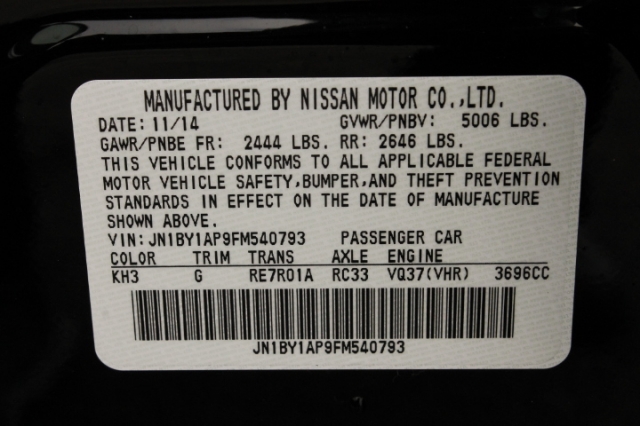 MANUFACTURED BY NISSAN MOTOR CO.,LTD.
DATE: 11/14 GVWR/PNBV: 5006 LBS.
GAWR/PNBE FR: 2444 LBS. RR: 2646 LBS.
THIS VEHICLE CONFORMS TO ALL APPLICABLE FEDERAL
MOTOR VEHICLE SAFETY,BUMPER,AND THEFT PREVENTION
STANDARDS IN EFFECT ON THE DATE OF MANUFACTURE
SHOWN ABOVE.
VIN: JN1BY1AP9FM540793 PASSENGER CAR
COLOR TRIM TRANS AXLE ENGINE
KH3 G RE7R01A RC33 VQ37(VHR) 3696CC
JN1BY1AP9FM540793